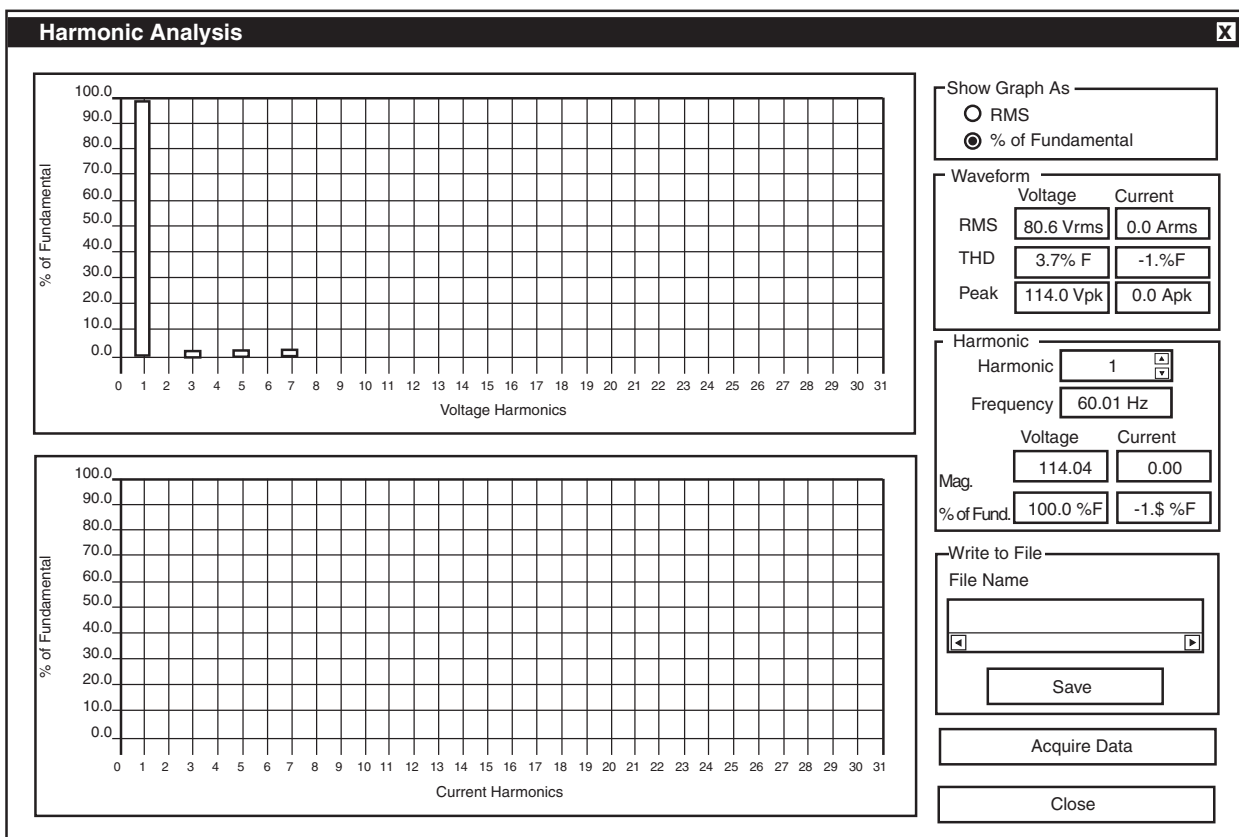 Harmonic Analysis X
100.0
90.0
80.0
70.0
60.0
50.0
40.0
30.0
20.0
10.0
0.0
% of Fundamental
0 1 2 3 4 5 6 7 8 9 10 11 12 13 14 15 16 17 18 19 20 21 22 23 24 25 26 27 28 29 30 31
Voltage Harmonics
100.0
90.0
80.0
70.0
60.0
50.0
40.0
30.0
20.0
10.0
0.0
% of Fundamental
0 1 2 3 4 5 6 7 8 9 10 11 12 13 14 15 16 17 18 19 20 21 22 23 24 25 26 27 28 29 30 31
Current Harmonics
Show Graph As
RMS
% of Fundamental
Waveform
Voltage Current
RMS 80.6 Vrms 0.0 Arms
THD 3.7% F -1.%F
Peak 114.0 Vpk 0.0 Apk
Harmonic
Harmonic 1
Frequency 60.01 Hz
Voltage Current
Mag. 114.04 0.00
% of Fund. 100.0 %F -1.$ %F
Write to File
File Name
Save
Acquire Data
Close